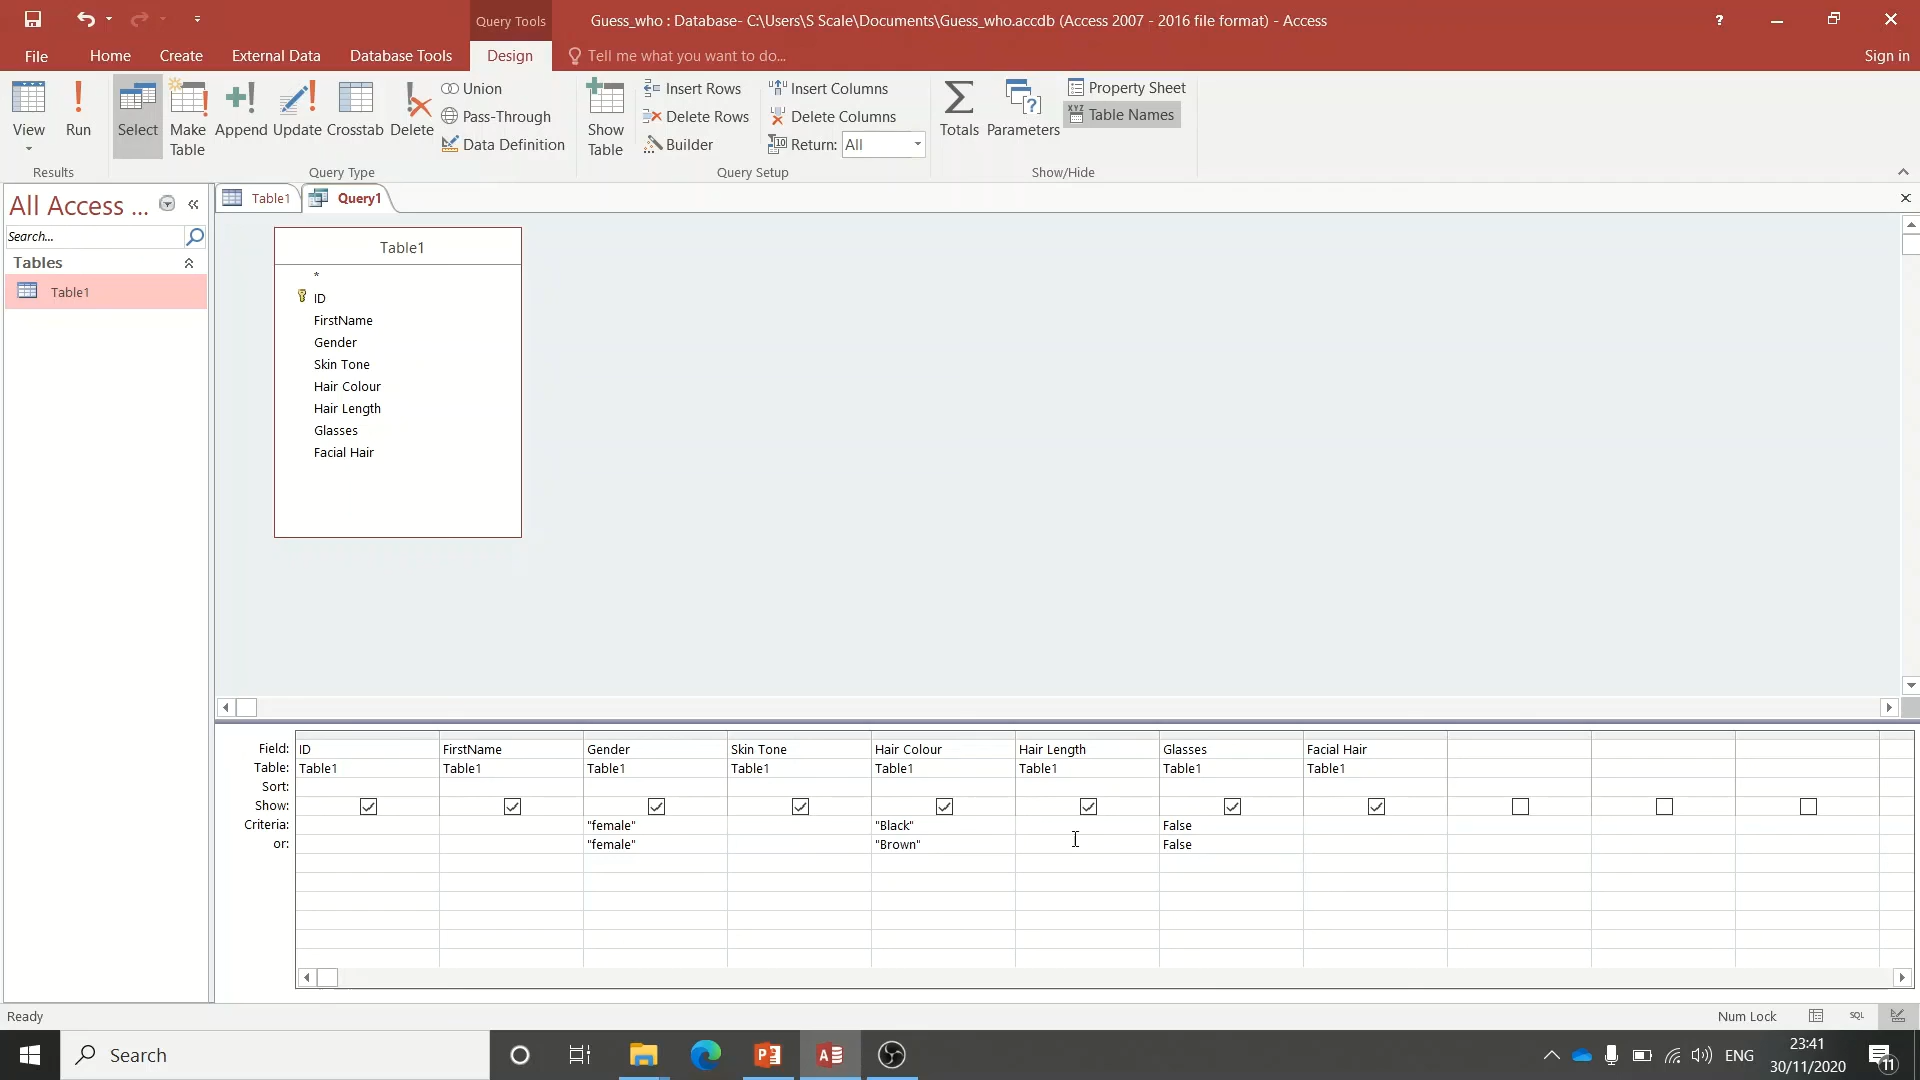 Query Tools
Guess_who : Database- C:\Users\S Scale\Documents\Guess_who.accdb (Access 2007 - 2016 file format) - Access
?
File Home Create External Data Database Tools Design Tell me what you want to do... Sign in
View
Run
Select
Make Table
Append
Update
Crosstab
Delete
Union
Pass-Through
Data Definition
Show Table
Insert Rows
Delete Rows
Builder
Insert Columns
Delete Columns
Return: All
Totals
Parameters
Property Sheet
Table Names
Results Query Type Query Setup Show/Hide
All Access ...
Search...
Tables
Table1
Table1 Query1
Table1
*
ID
FirstName
Gender
Skin Tone
Hair Colour
Hair Length
Glasses
Facial Hair
Field: ID FirstName Gender Skin Tone Hair Colour Hair Length Glasses Facial Hair
Table: Table1 Table1 Table1 Table1 Table1 Table1 Table1 Table1
Sort:
Show:
Criteria: "female" "Black" False
or: "female" "Brown" False
Ready Num Lock SQL
Search ENG 23:41
30/11/2020 11